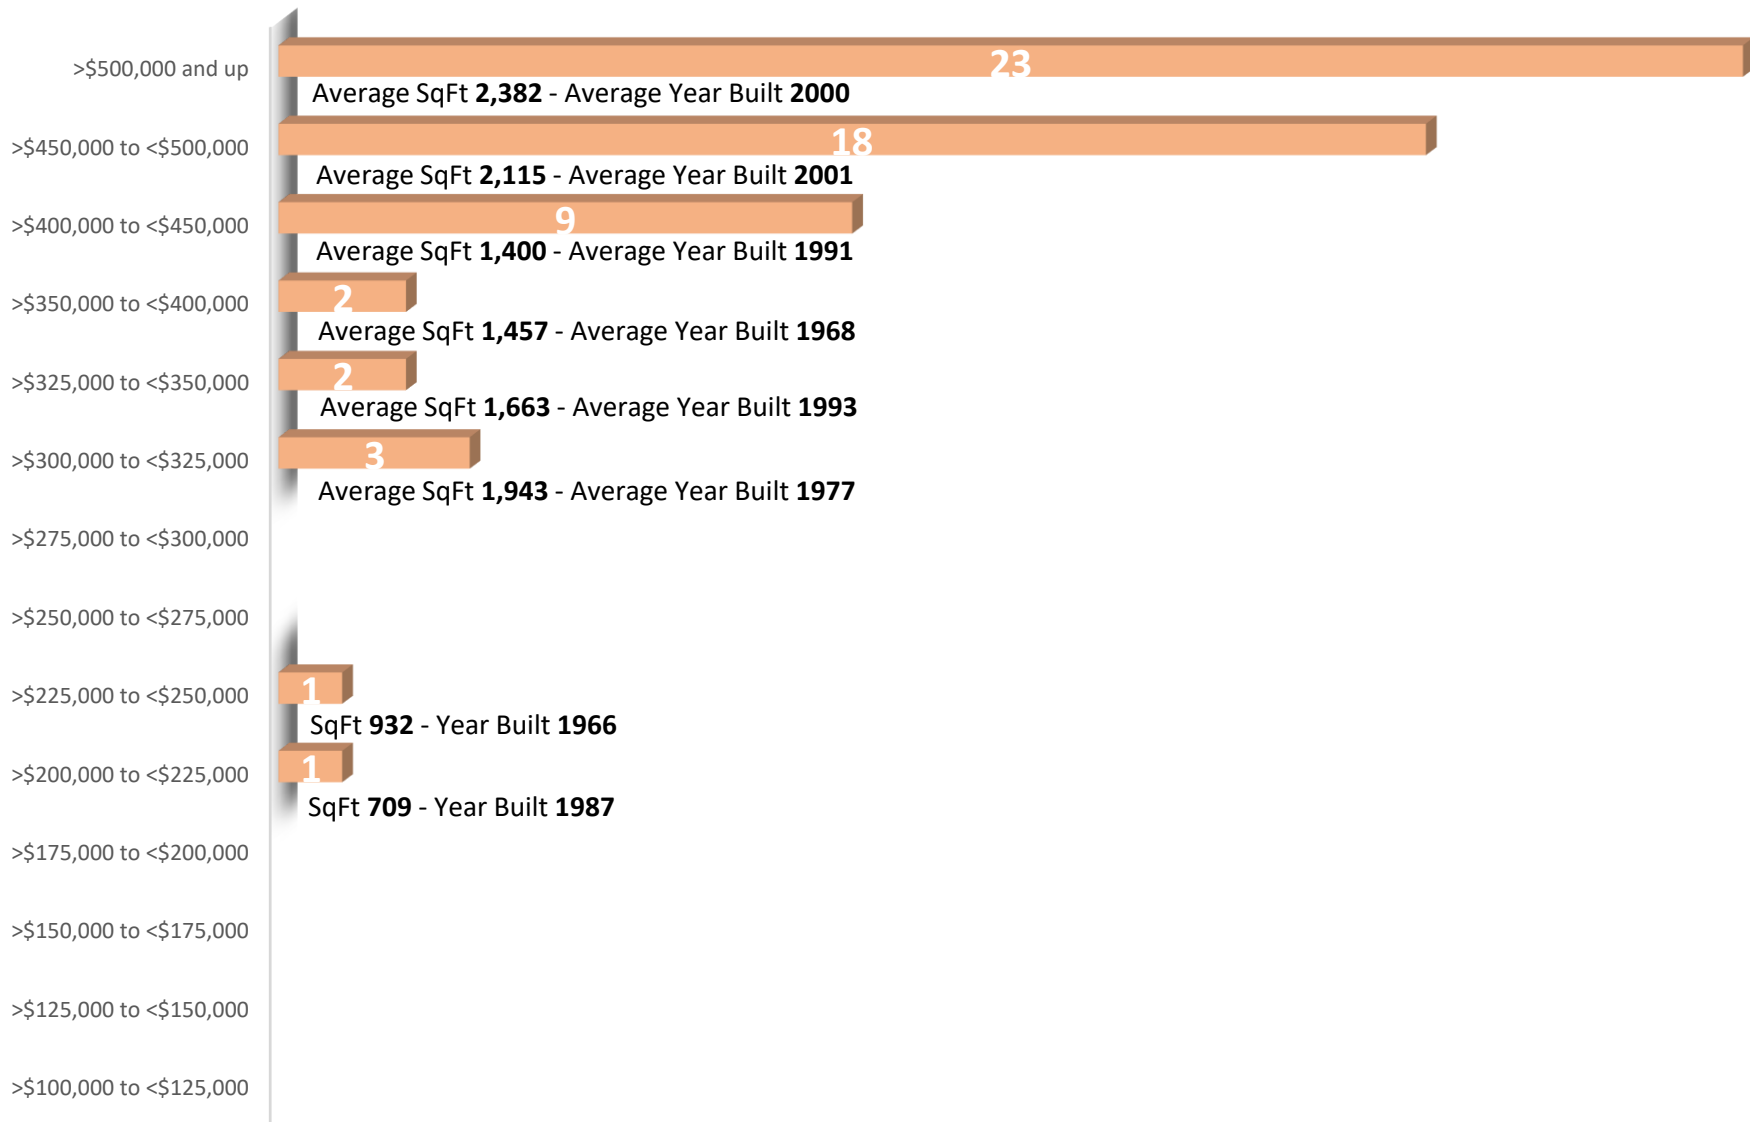 >$500,000 and up
23
Average SqFt 2,382 - Average Year Built 2000
>$450,000 to <$500,000
18
Average SqFt 2,115 - Average Year Built 2001
>$400,000 to <$450,000
9
Average SqFt 1,400 - Average Year Built 1991
>$350,000 to <$400,000
2
Average SqFt 1,457 - Average Year Built 1968
>$325,000 to <$350,000
2
Average SqFt 1,663 - Average Year Built 1993
>$300,000 to <$325,000
3
Average SqFt 1,943 - Average Year Built 1977
>$275,000 to <$300,000
>$250,000 to <$275,000
>$225,000 to <$250,000
1
SqFt 932 - Year Built 1966
>$200,000 to <$225,000
1
SqFt 709 - Year Built 1987
>$175,000 to <$200,000
>$150,000 to <$175,000
>$125,000 to <$150,000
>$100,000 to <$125,000